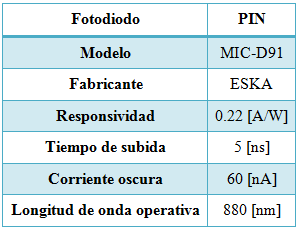 Fotodiodo PIN
Modelo MIC-D91
Fabricante ESKA
Responsividad 0.22 [A/W]
Tiempo de subida 5 [ns]
Corriente oscura 60 [nA]
Longitud de onda operativa 880 [nm]